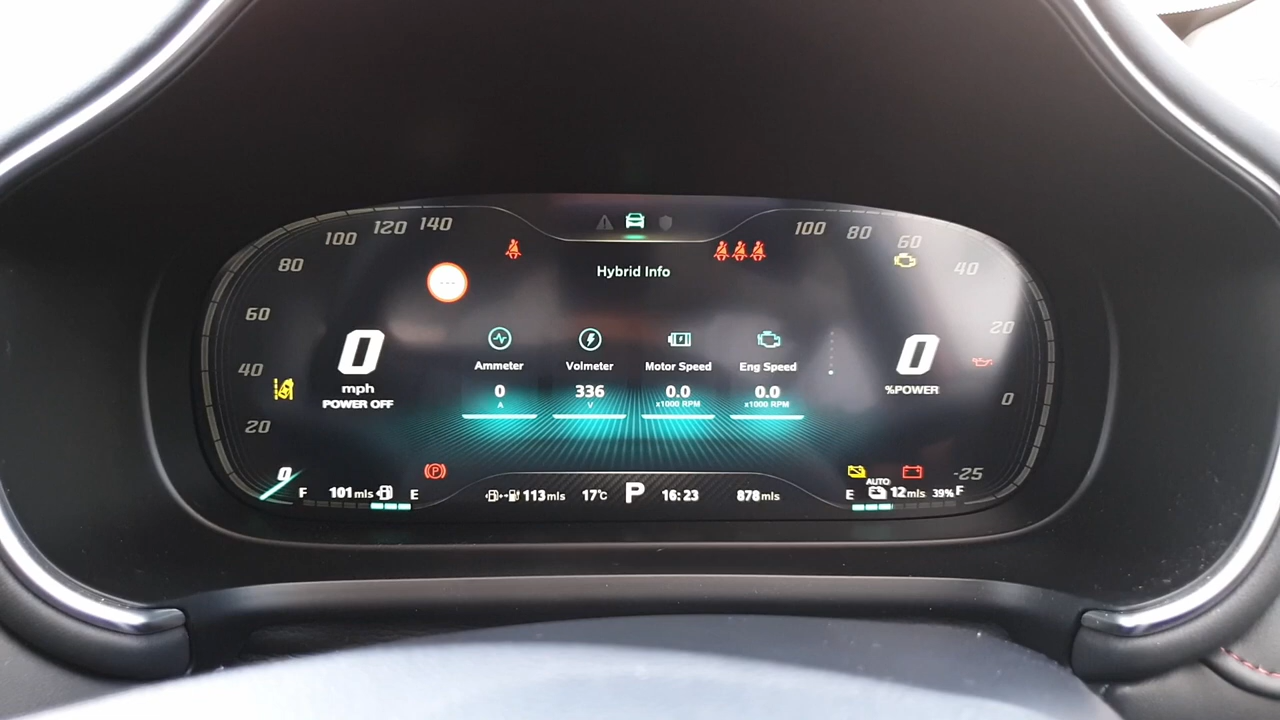 140
120
100
80
60
40
20
0
Hybrid Info
100
80
60
40
20
0
-25
0
mph
POWER OFF
Ammeter
0
A
Volmeter
336
V
Motor Speed
0.0
x1000 RPM
Eng Speed
0.0
x1000 RPM
0
%POWER
P
F 101mls E
113mls 17°C P 16:23 878mls
AUTO
E 12mls 39% F